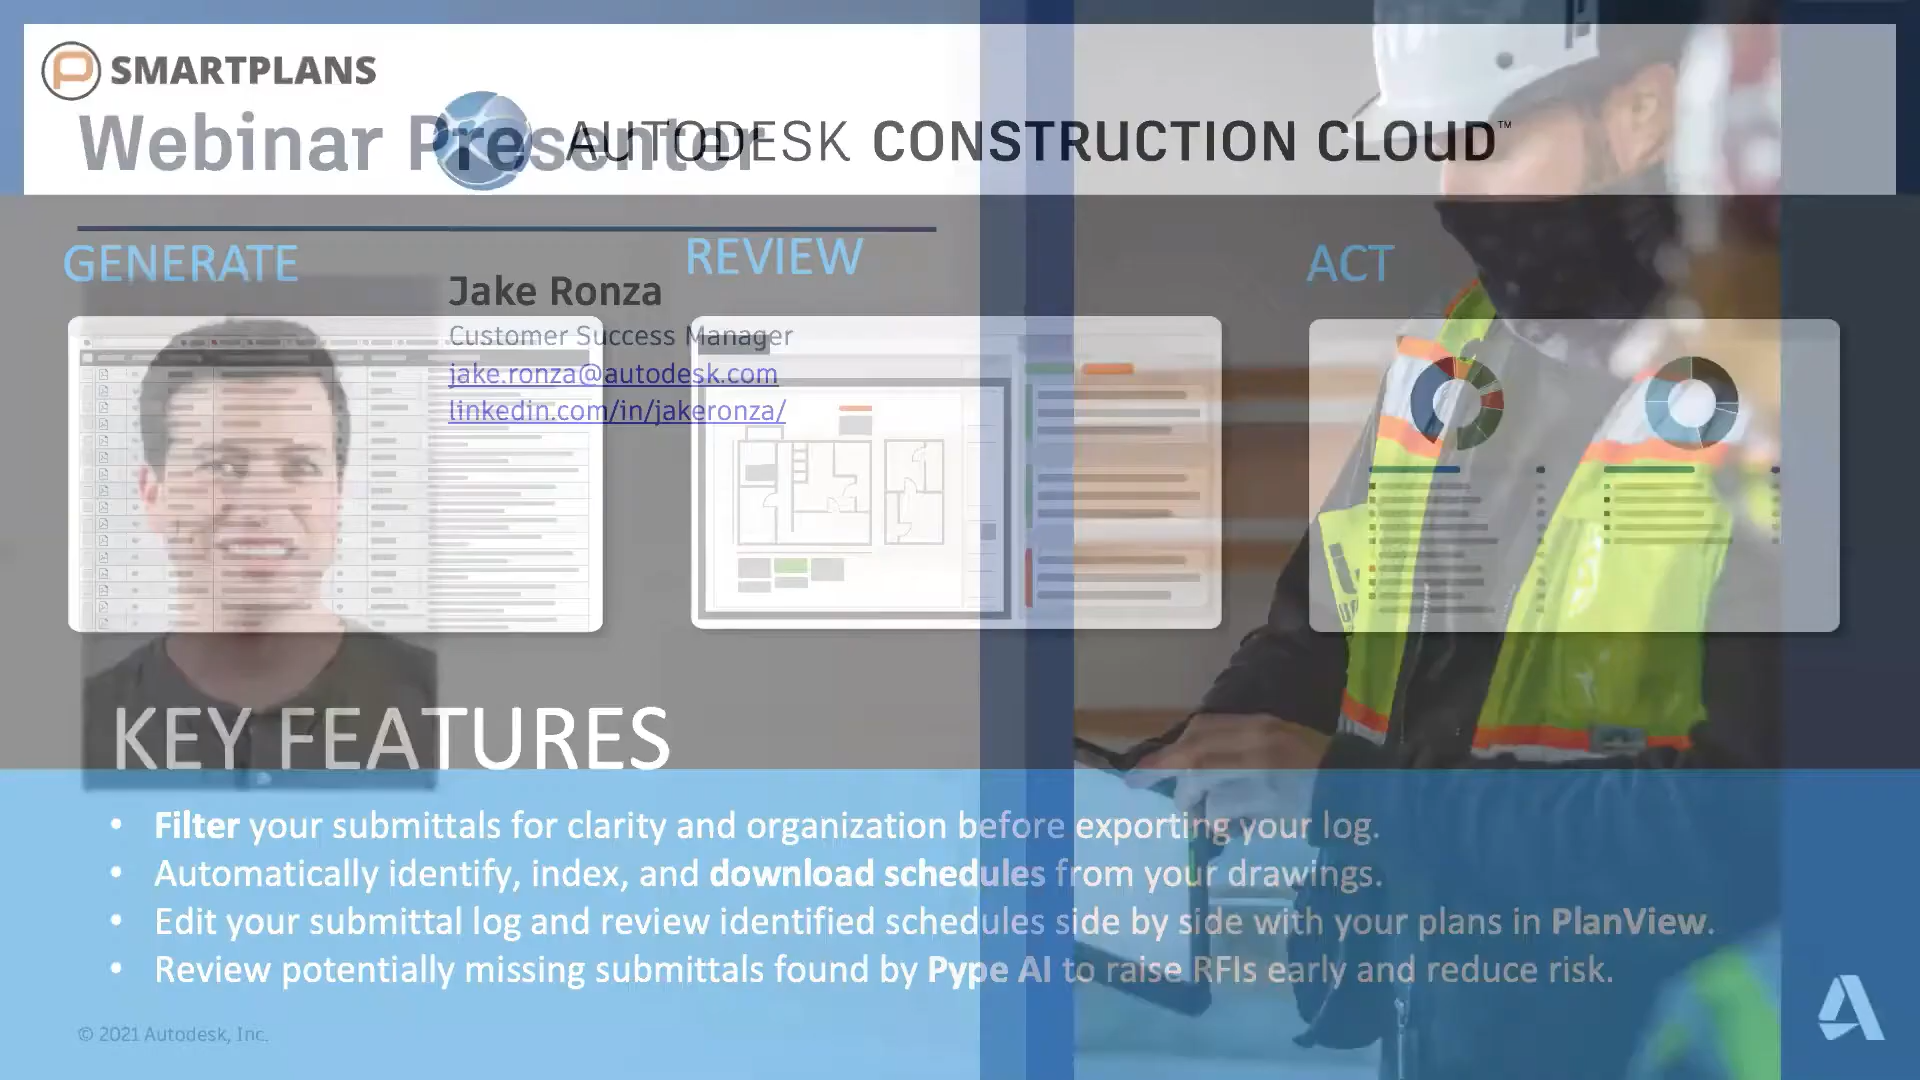 SMARTPLANS
Webinar Presenter
AUTODESK CONSTRUCTION CLOUD™
GENERATE
REVIEW
ACT
Jake Ronza
Customer Success Manager
jake.ronza@autodesk.com
linkedin.com/in/jakeronza/
KEY FEATURES
• Filter your submittals for clarity and organization before exporting your log.
• Automatically identify, index, and download schedules from your drawings.
• Edit your submittal log and review identified schedules side by side with your plans in PlanView.
• Review potentially missing submittals found by Pype AI to raise RFIs early and reduce risk.
© 2021 Autodesk, Inc.